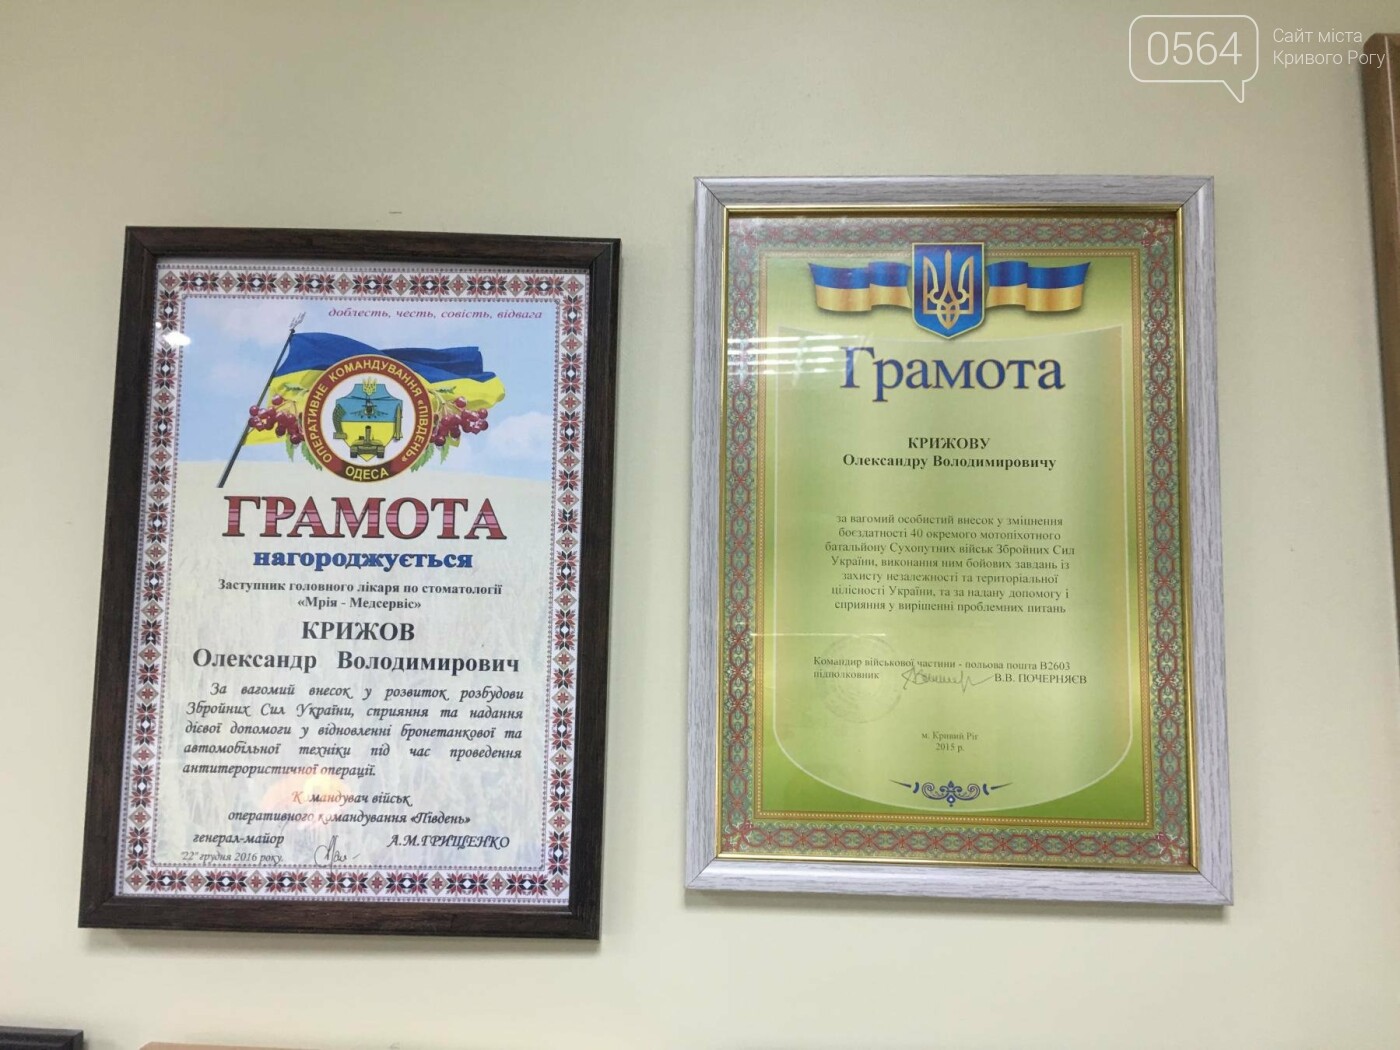 0564
Сайт міста
Кривого Рогу
доблесть, честь, совість, відвага
ОПЕРАТИВНЕ КОМАНДУВАННЯ «ПІВДЕНЬ»
ОДЕСА
ГРАМОТА
нагороджується
Заступник головного лікаря по стоматології
«Мрія - Медсервіс»
КРИЖОВ
Олександр Володимирович
За вагомий внесок у розвиток розбудови
Збройних Сил України, сприяння та надання
дієвої допомоги у відновленні бронетанкової та
автомобільної техніки під час проведення
антитерористичної операції.
Командувач військ
оперативного командування «Південь»
генерал-майор А.М.ГРИЩЕНКО
"22" грудня 2016 року.
Грамота
КРИЖОВУ
Олександру Володимировичу
за вагомий особистий внесок у зміцнення
боєздатності 40 окремого мотопіхотного
батальйону Сухопутних військ Збройних Сил
України, виконання ним бойових завдань із
захисту незалежності та територіальної
цілісності України, та за надану допомогу і
сприяння у вирішенні проблемних питань
Командир військової частини - польова пошта В2603
підполковник В.В. ПОЧЕРНЯЄВ
м. Кривий Ріг
2015 р.